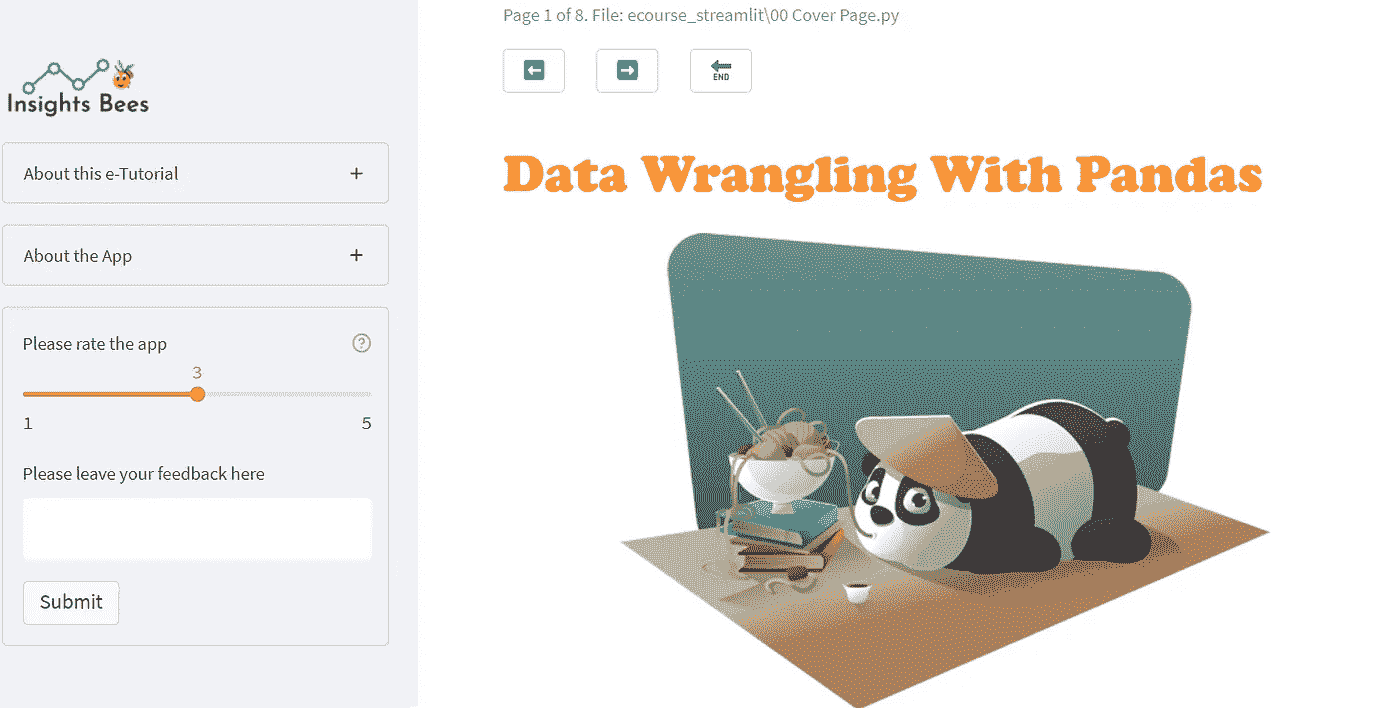 Page 1 of 8. File: ecourse_streamlit\00 Cover Page.py
END
Insights Bees
About this e-Tutorial +
About the App +
Please rate the app ?
3
1 5
Please leave your feedback here
Submit
Data Wrangling With Pandas